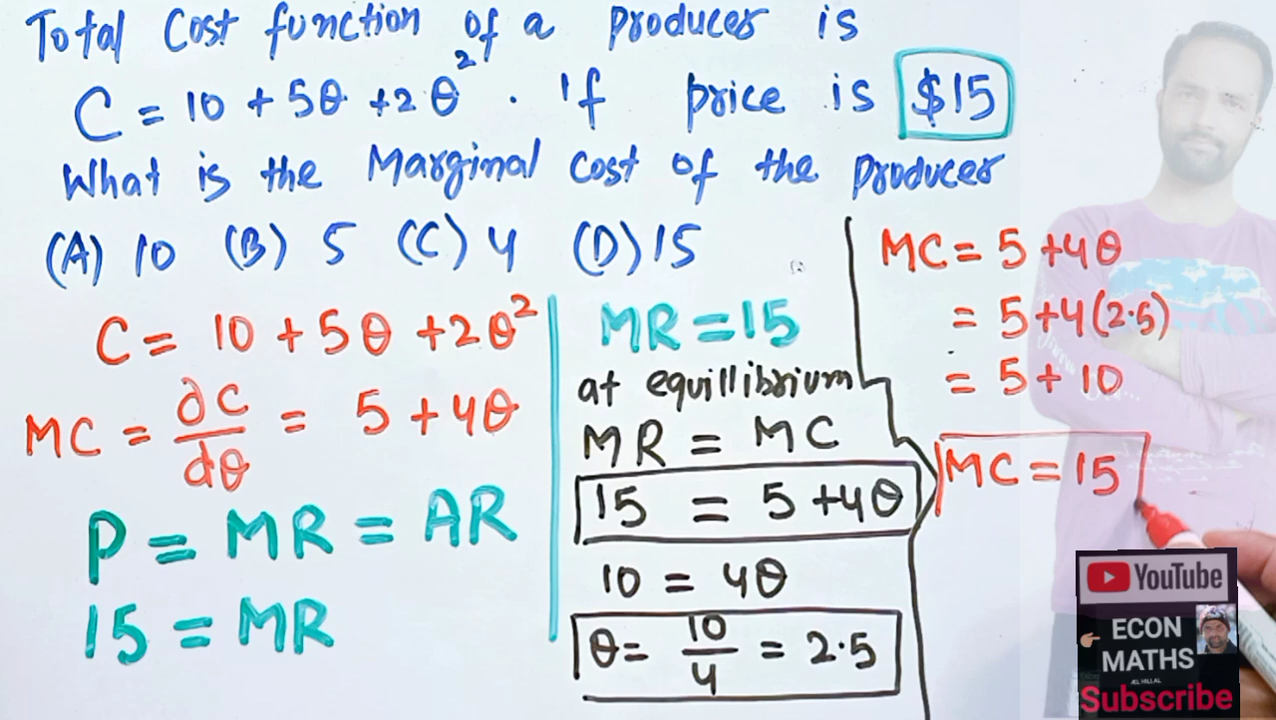 Total Cost function of a Producer is
C = 10 + 5θ + 2θ². If price is $15
What is the Marginal Cost of the Producer
(A) 10 (B) 5 (C) 4 (D) 15
C = 10 + 5θ + 2θ²
MC = ∂C/dθ = 5 + 4θ
P = MR = AR
15 = MR
MR = 15
at equillibrium
MR = MC
15 = 5 + 4θ
10 = 4θ
θ = 10/4 = 2.5
MC = 5 + 4θ
= 5 + 4(2.5)
= 5 + 10
MC = 15
YouTube
ECON
MATHS
Subscribe